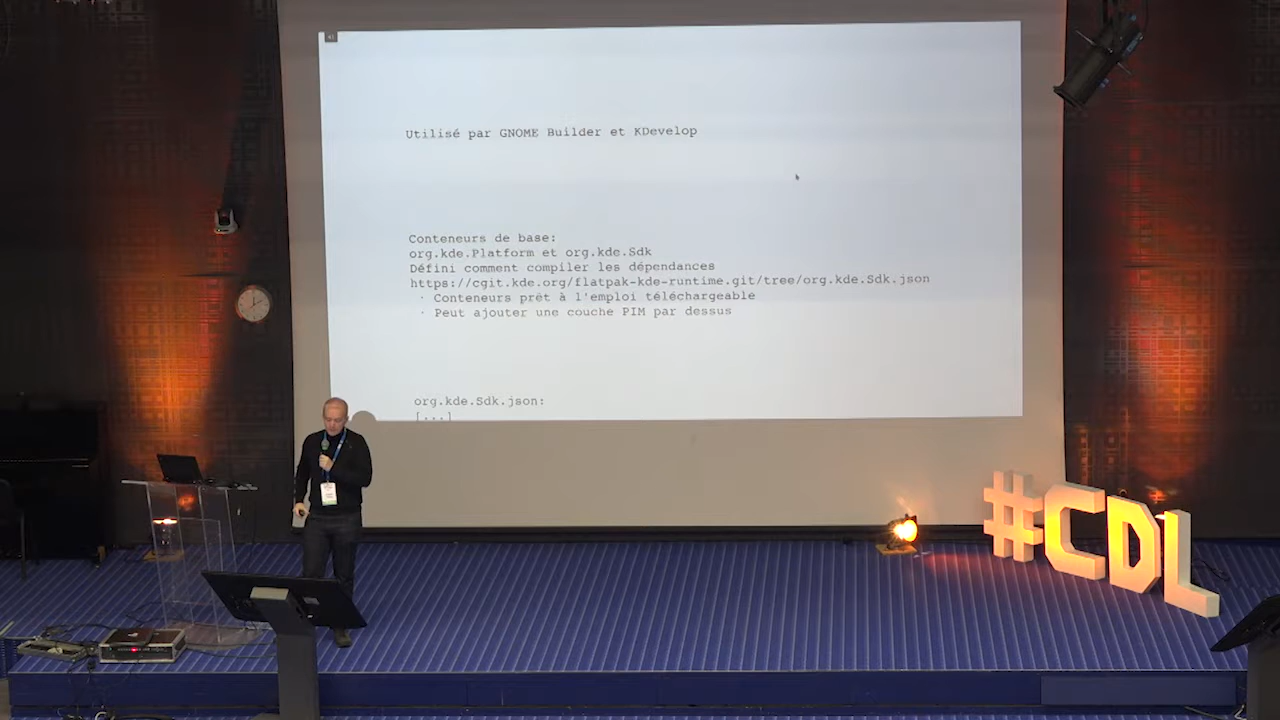 Utilisé par GNOME Builder et KDevelop
Conteneurs de base:
org.kde.Platform et org.kde.Sdk
Défini comment compiler les dépendances
https://cgit.kde.org/flatpak-kde-runtime.git/tree/org.kde.Sdk.json
· Conteneurs prêt à l'emploi téléchargeable
· Peut ajouter une couche PIM par dessus
org.kde.Sdk.json:
[...]
#CDL